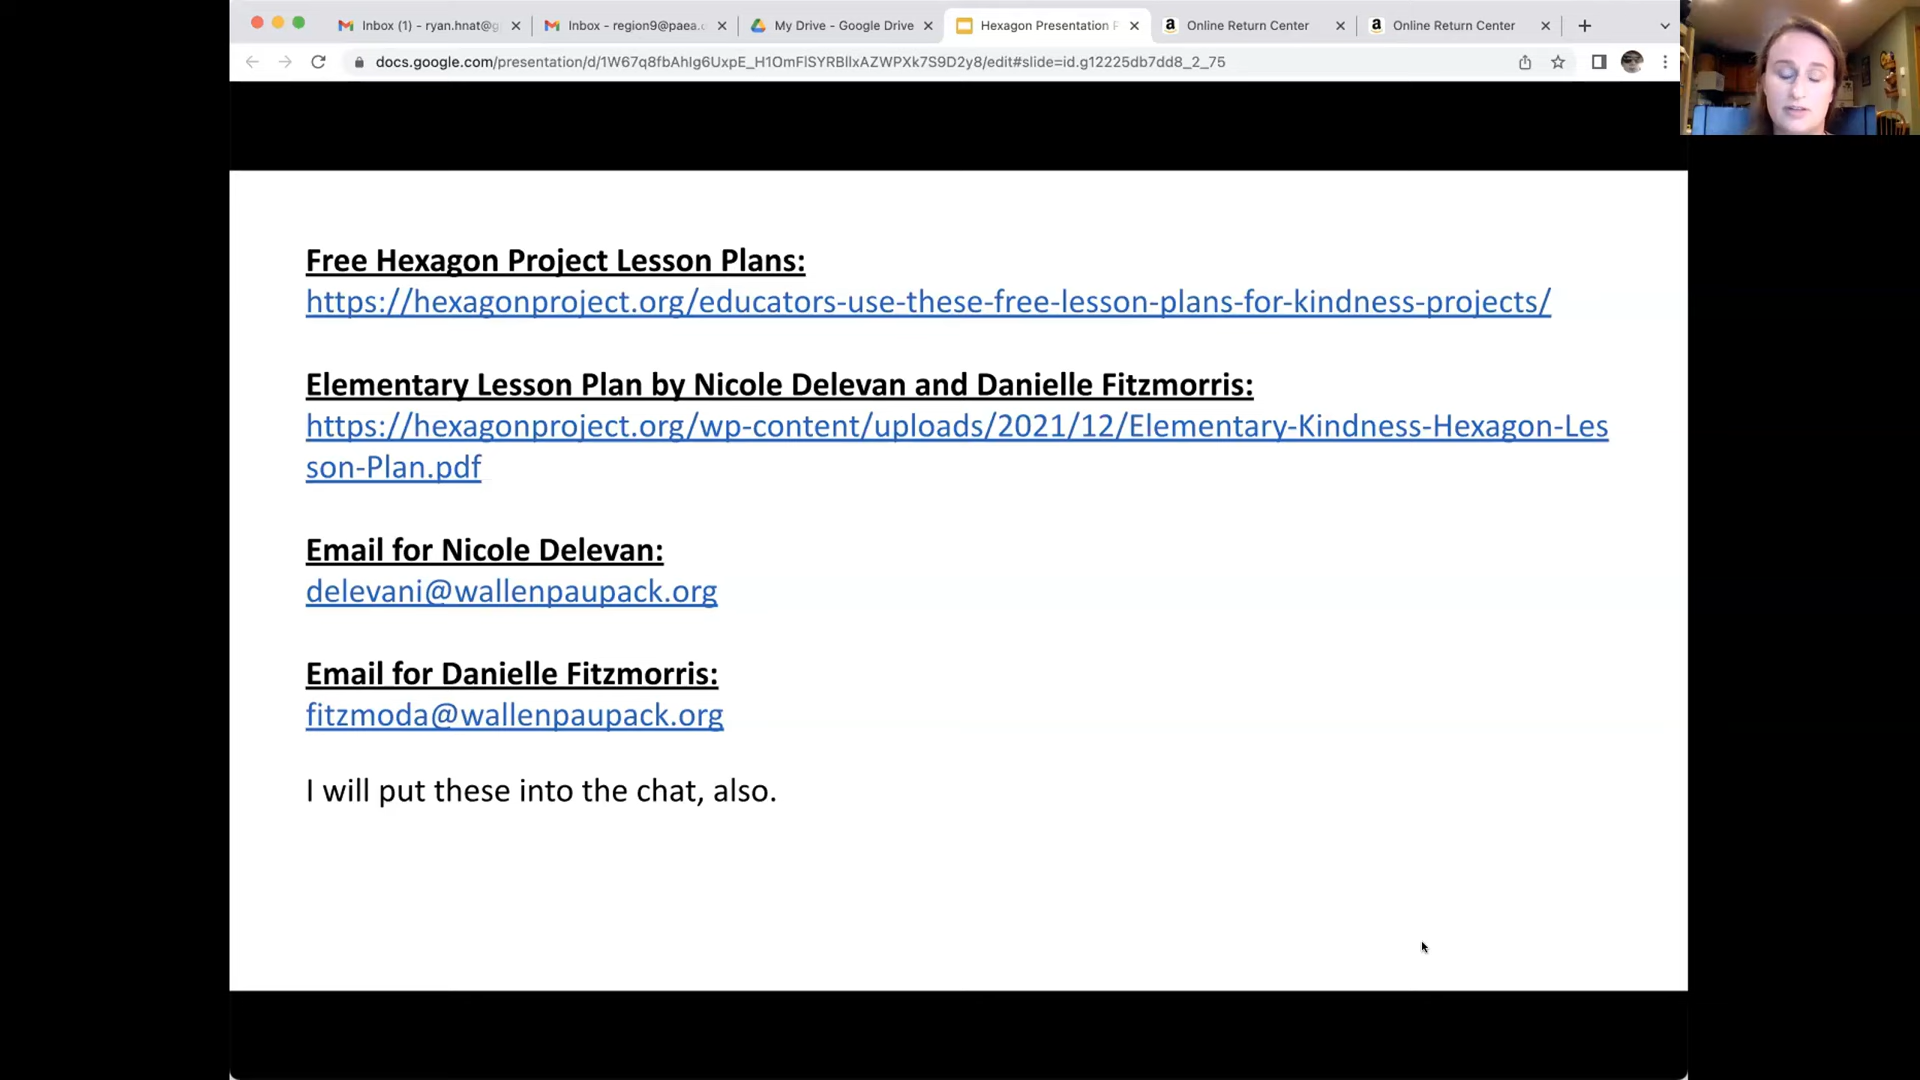 Inbox (1) - ryan.hnat@g
Inbox - region9@paea.o
My Drive - Google Drive
Hexagon Presentation P
Online Return Center
Online Return Center
docs.google.com/presentation/d/1W67q8fbAhIg6UxpE_H1OmFlSYRBllxAZWPXk7S9D2y8/edit#slide=id.g12225db7dd8_2_75
Free Hexagon Project Lesson Plans:
https://hexagonproject.org/educators-use-these-free-lesson-plans-for-kindness-projects/
Elementary Lesson Plan by Nicole Delevan and Danielle Fitzmorris:
https://hexagonproject.org/wp-content/uploads/2021/12/Elementary-Kindness-Hexagon-Les
son-Plan.pdf
Email for Nicole Delevan:
delevani@wallenpaupack.org
Email for Danielle Fitzmorris:
fitzmoda@wallenpaupack.org
I will put these into the chat, also.